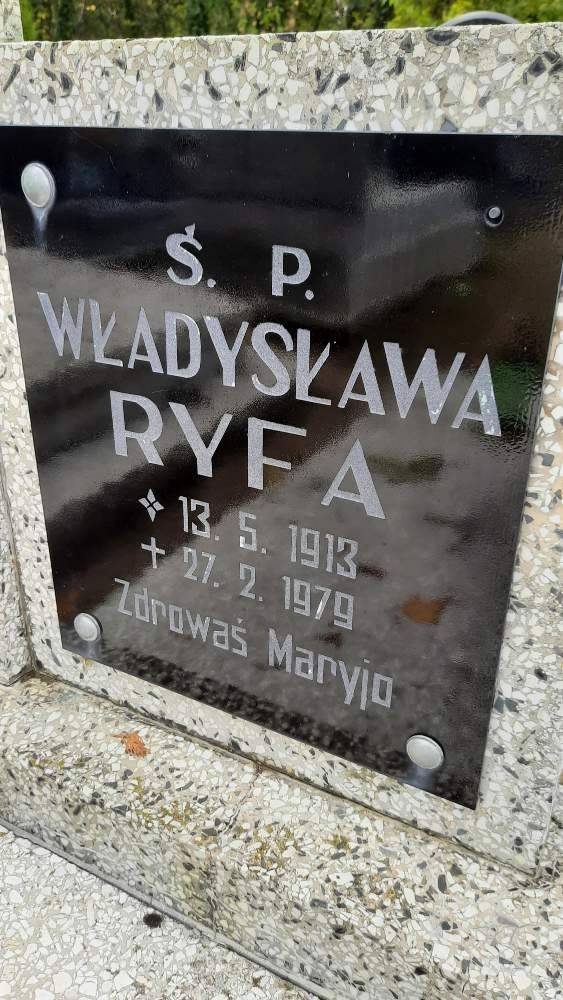 Ś. P.
WŁADYSŁAWA
RYFA
13. 5. 1913
✝ 27. 2. 1979
Zdrowaś Maryjo